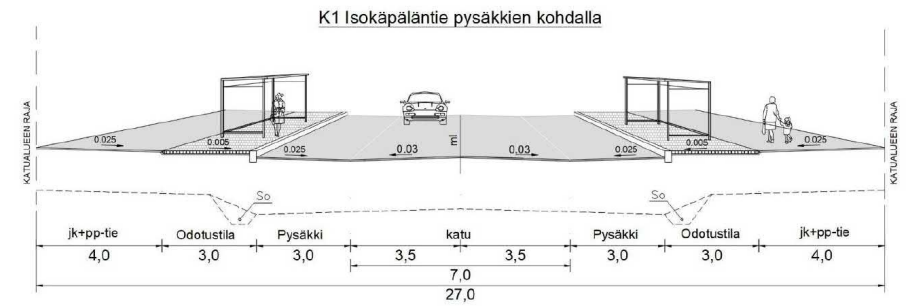 K1 Isokäpäläntie pysäkkien kohdalla
KATUALUEEN RAJA
KATUALUEEN RAJA
0.025 0.005 0.025 0.03 ml 0.03 0.025 0.005 0.025
So So
jk+pp-tie Odotustila Pysäkki katu Pysäkki Odotustila jk+pp-tie
4,0 3,0 3,0 3,5 3,5 3,0 3,0 4,0
7,0
27,0